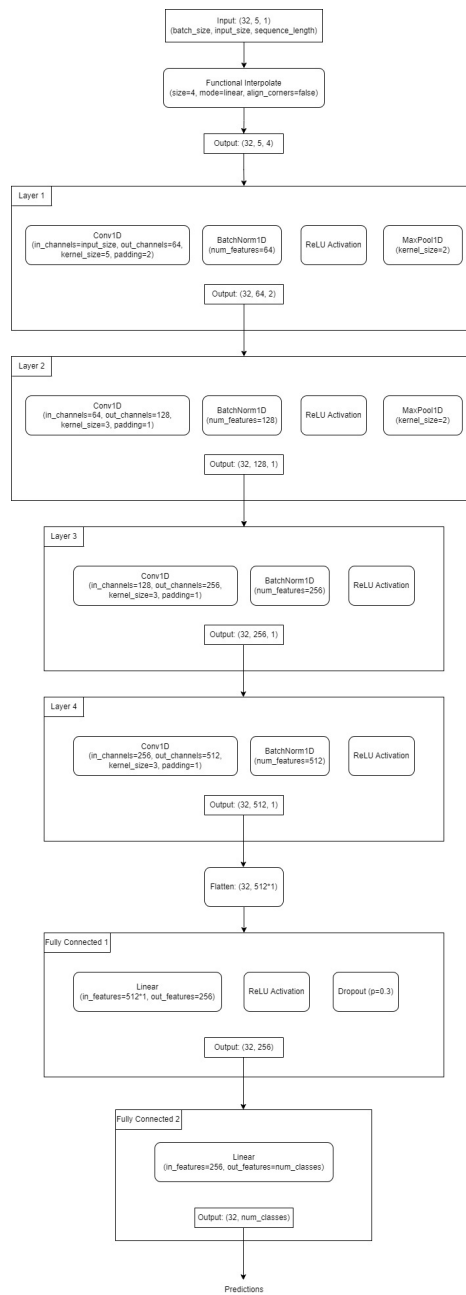 Input: (32, 5, 1)
(batch_size, input_size, sequence_length)
Functional Interpolate
(size=4, mode=linear, align_corners=false)
Output: (32, 5, 4)
Layer 1
Conv1D
(in_channels=input_size, out_channels=64,
kernel_size=5, padding=2)
BatchNorm1D
(num_features=64)
ReLU Activation
MaxPool1D
(kernel_size=2)
Output: (32, 64, 2)
Layer 2
Conv1D
(in_channels=64, out_channels=128,
kernel_size=3, padding=1)
BatchNorm1D
(num_features=128)
ReLU Activation
MaxPool1D
(kernel_size=2)
Output: (32, 128, 1)
Layer 3
Conv1D
(in_channels=128, out_channels=256,
kernel_size=3, padding=1)
BatchNorm1D
(num_features=256)
ReLU Activation
Output: (32, 256, 1)
Layer 4
Conv1D
(in_channels=256, out_channels=512,
kernel_size=3, padding=1)
BatchNorm1D
(num_features=512)
ReLU Activation
Output: (32, 512, 1)
Flatten: (32, 512*1)
Fully Connected 1
Linear
(in_features=512*1, out_features=256)
ReLU Activation
Dropout (p=0.3)
Output: (32, 256)
Fully Connected 2
Linear
(in_features=256, out_features=num_classes)
Output: (32, num_classes)
Predictions